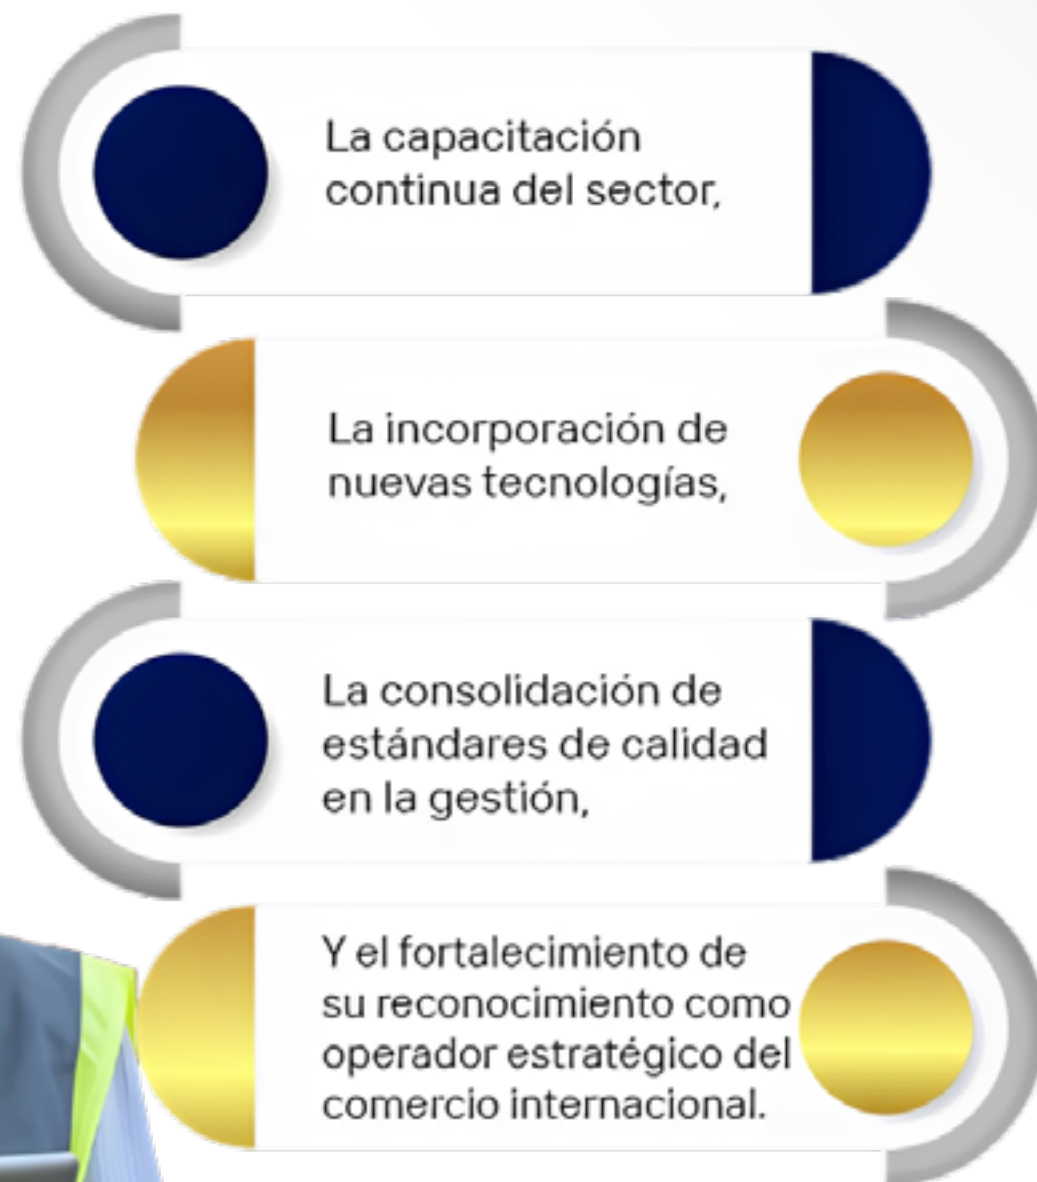 La capacitación
continua del sector,
La incorporación de
nuevas tecnologías,
La consolidación de
estándares de calidad
en la gestión,
Y el fortalecimiento de
su reconocimiento como
operador estratégico del
comercio internacional.